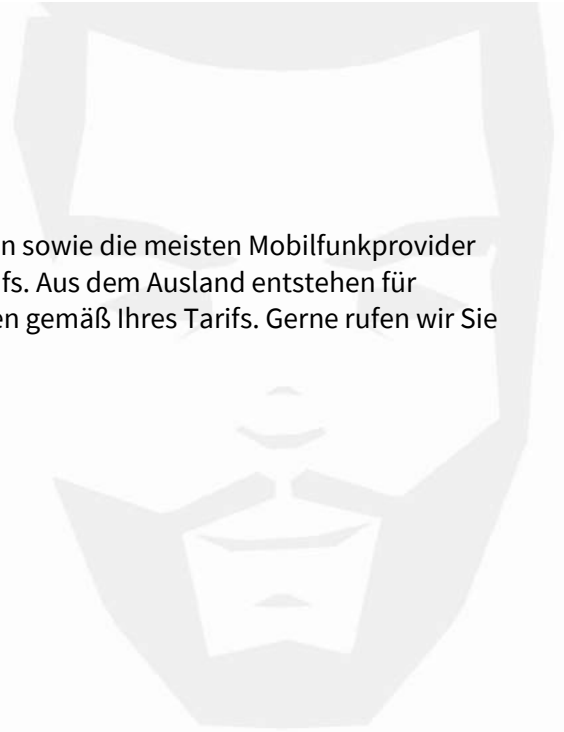 n sowie die meisten Mobilfunkprovider
fs. Aus dem Ausland entstehen für
en gemäß Ihres Tarifs. Gerne rufen wir Sie